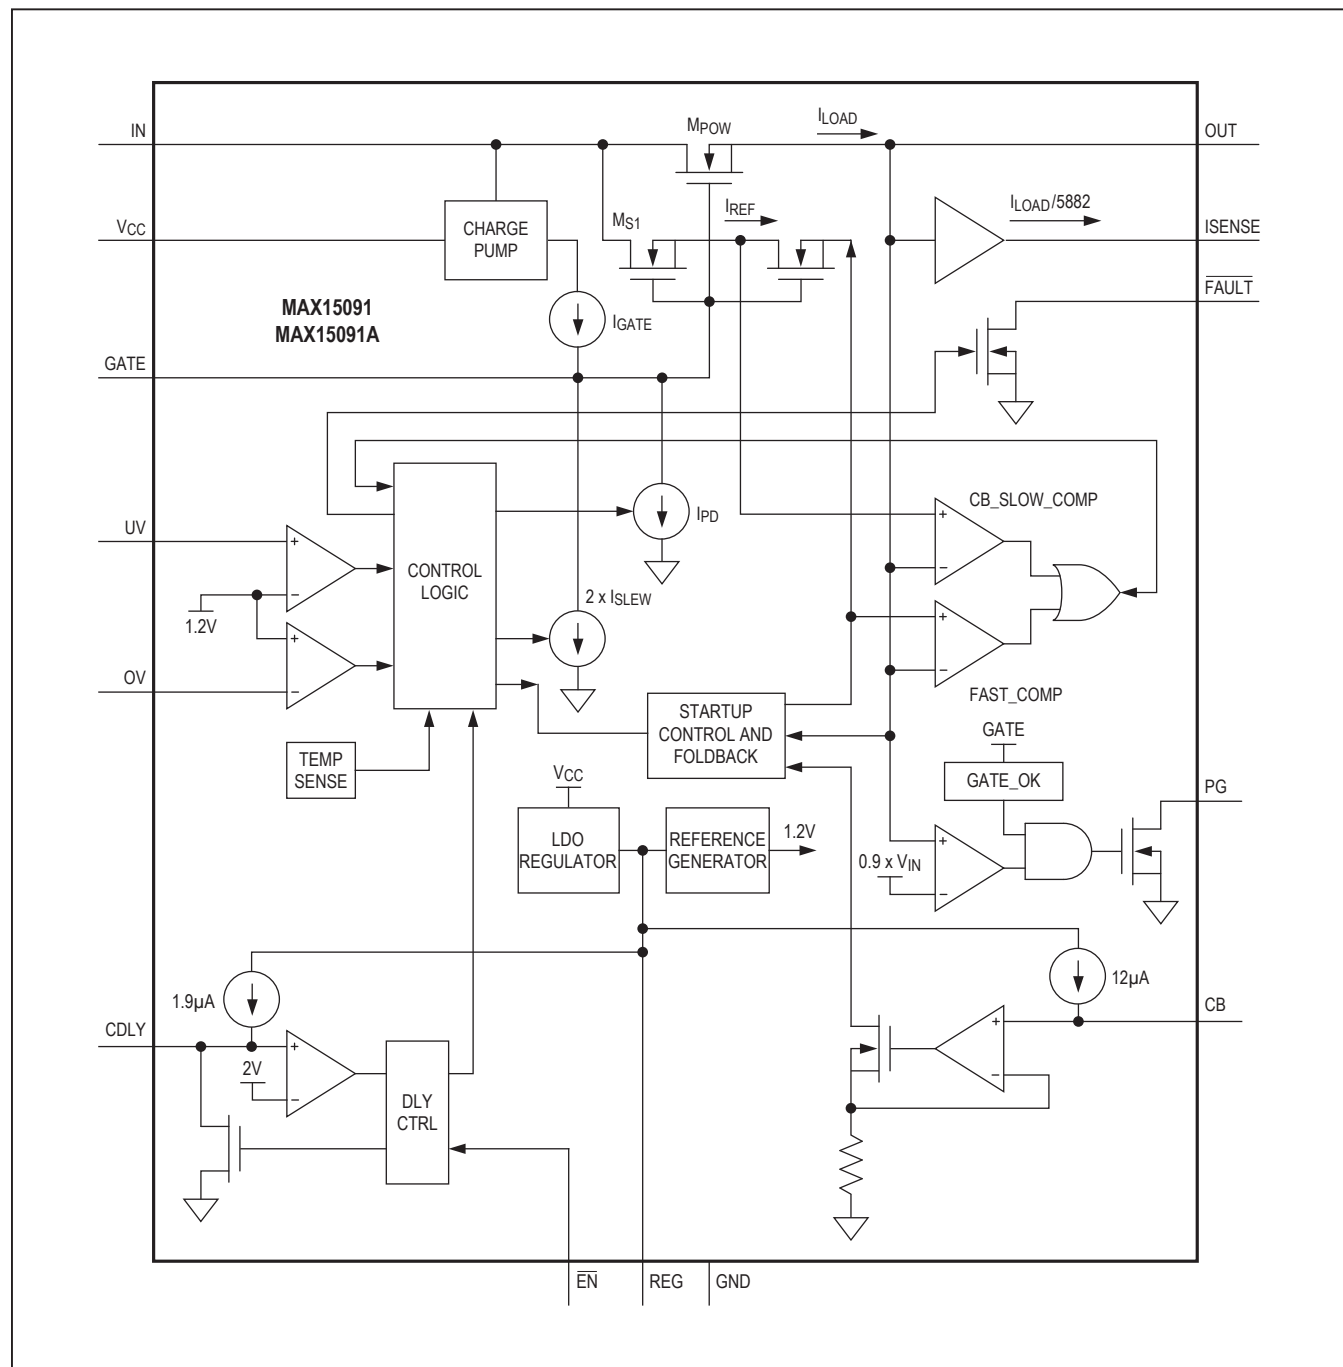 IN
MPOW
ILOAD
OUT
VCC
CHARGE
PUMP
MS1
IREF
ILOAD/5882
ISENSE
FAULT
MAX15091
MAX15091A
IGATE
GATE
CONTROL
LOGIC
IPD
+
CB_SLOW_COMP
−
UV
+
−
1.2V
2 x ISLEW
+
−
+
−
OV
FAST_COMP
STARTUP
CONTROL AND
FOLDBACK
TEMP
SENSE
GATE
GATE_OK
PG
VCC
LDO
REGULATOR
REFERENCE
GENERATOR
1.2V
+
0.9 x VIN
−
1.9µA
12µA
CDLY
+
2V
−
DLY
CTRL
+
−
CB
EN
REG
GND